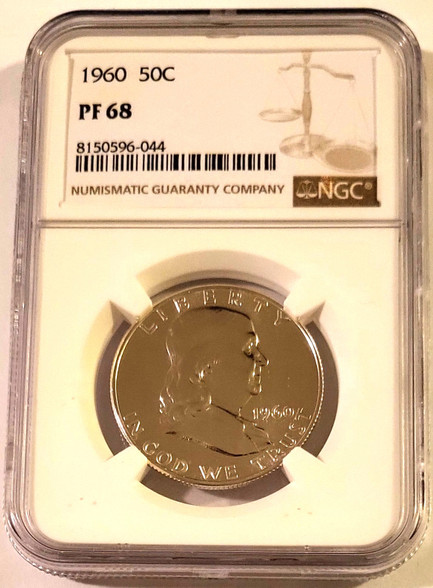 1960 50C
PF 68
8150596-044
NUMISMATIC GUARANTY COMPANY
NGC®
LIBERTY
1960
IN GOD WE TRUST